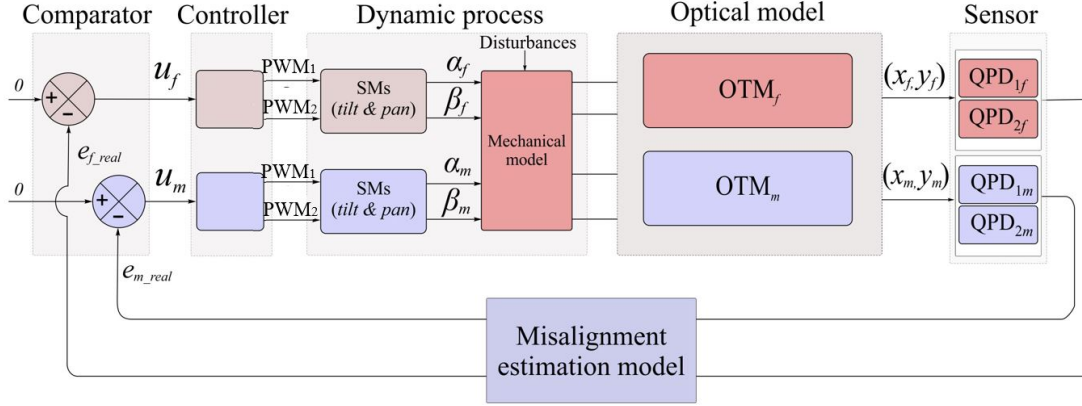 Comparator
Controller
Dynamic process
Optical model
Sensor
Disturbances
0
+
−
u_f
PWM₁
PWM₂
SMs
(tilt & pan)
α_f
β_f
Mechanical
model
OTM_f
(x_f, y_f)
QPD_1f
QPD_2f
e_f_real
0
+
−
u_m
PWM₁
PWM₂
SMs
(tilt & pan)
α_m
β_m
OTM_m
(x_m, y_m)
QPD_1m
QPD_2m
e_m_real
Misalignment
estimation model